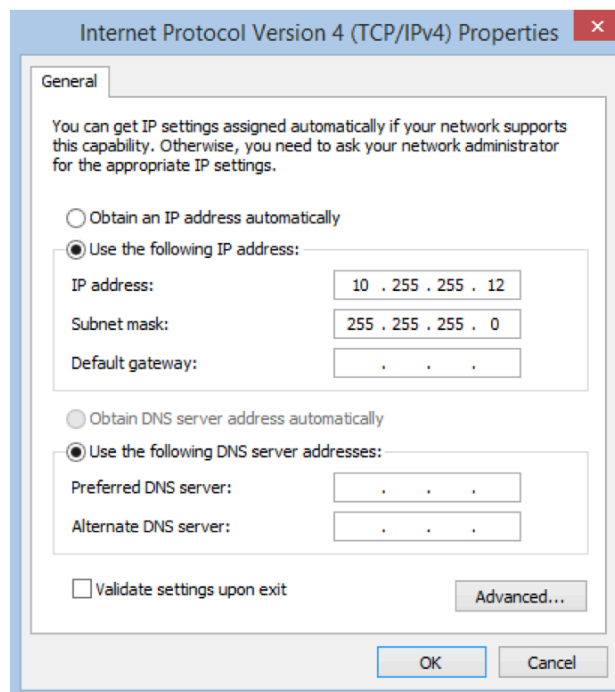 Internet Protocol Version 4 (TCP/IPv4) Properties
General
You can get IP settings assigned automatically if your network supports
this capability. Otherwise, you need to ask your network administrator
for the appropriate IP settings.
Obtain an IP address automatically
Use the following IP address:
IP address: 10 . 255 . 255 . 12
Subnet mask: 255 . 255 . 255 . 0
Default gateway: . . .
Obtain DNS server address automatically
Use the following DNS server addresses:
Preferred DNS server: . . .
Alternate DNS server: . . .
Validate settings upon exit
Advanced...
OK Cancel